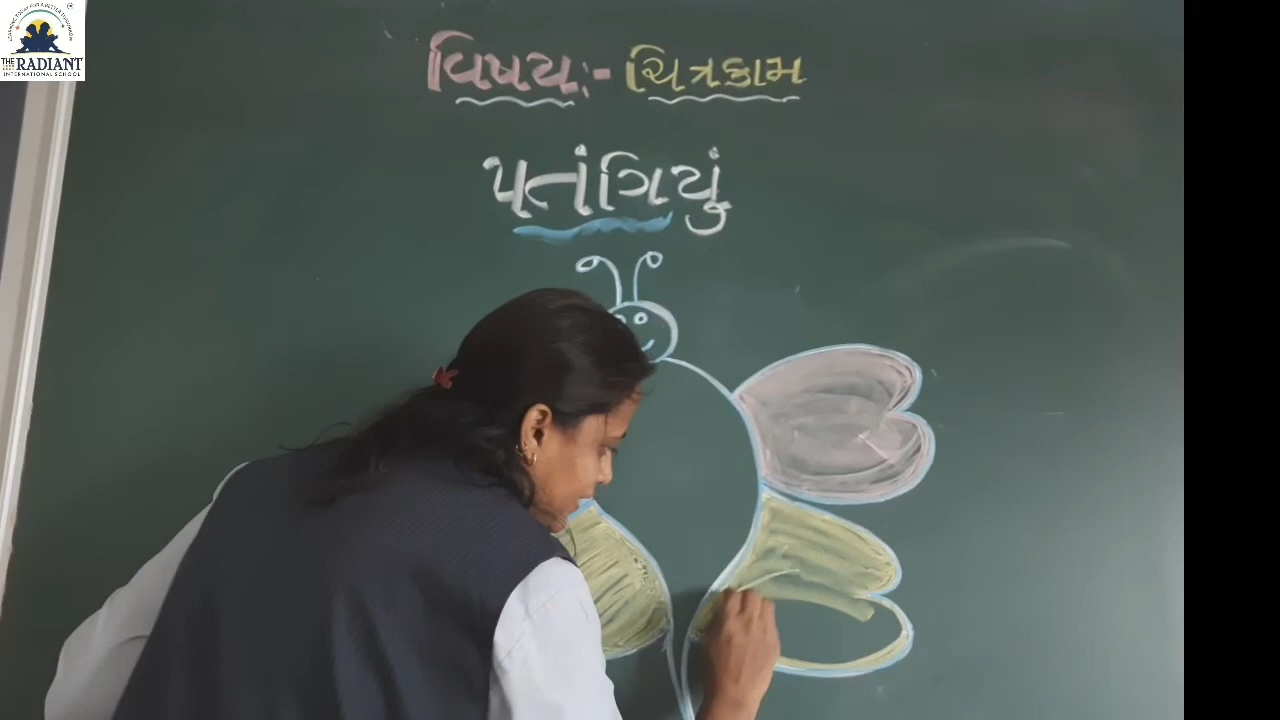 THE RADIANT
INTERNATIONAL SCHOOL
વિષય:- ચિત્રકામ
પતંગિયું